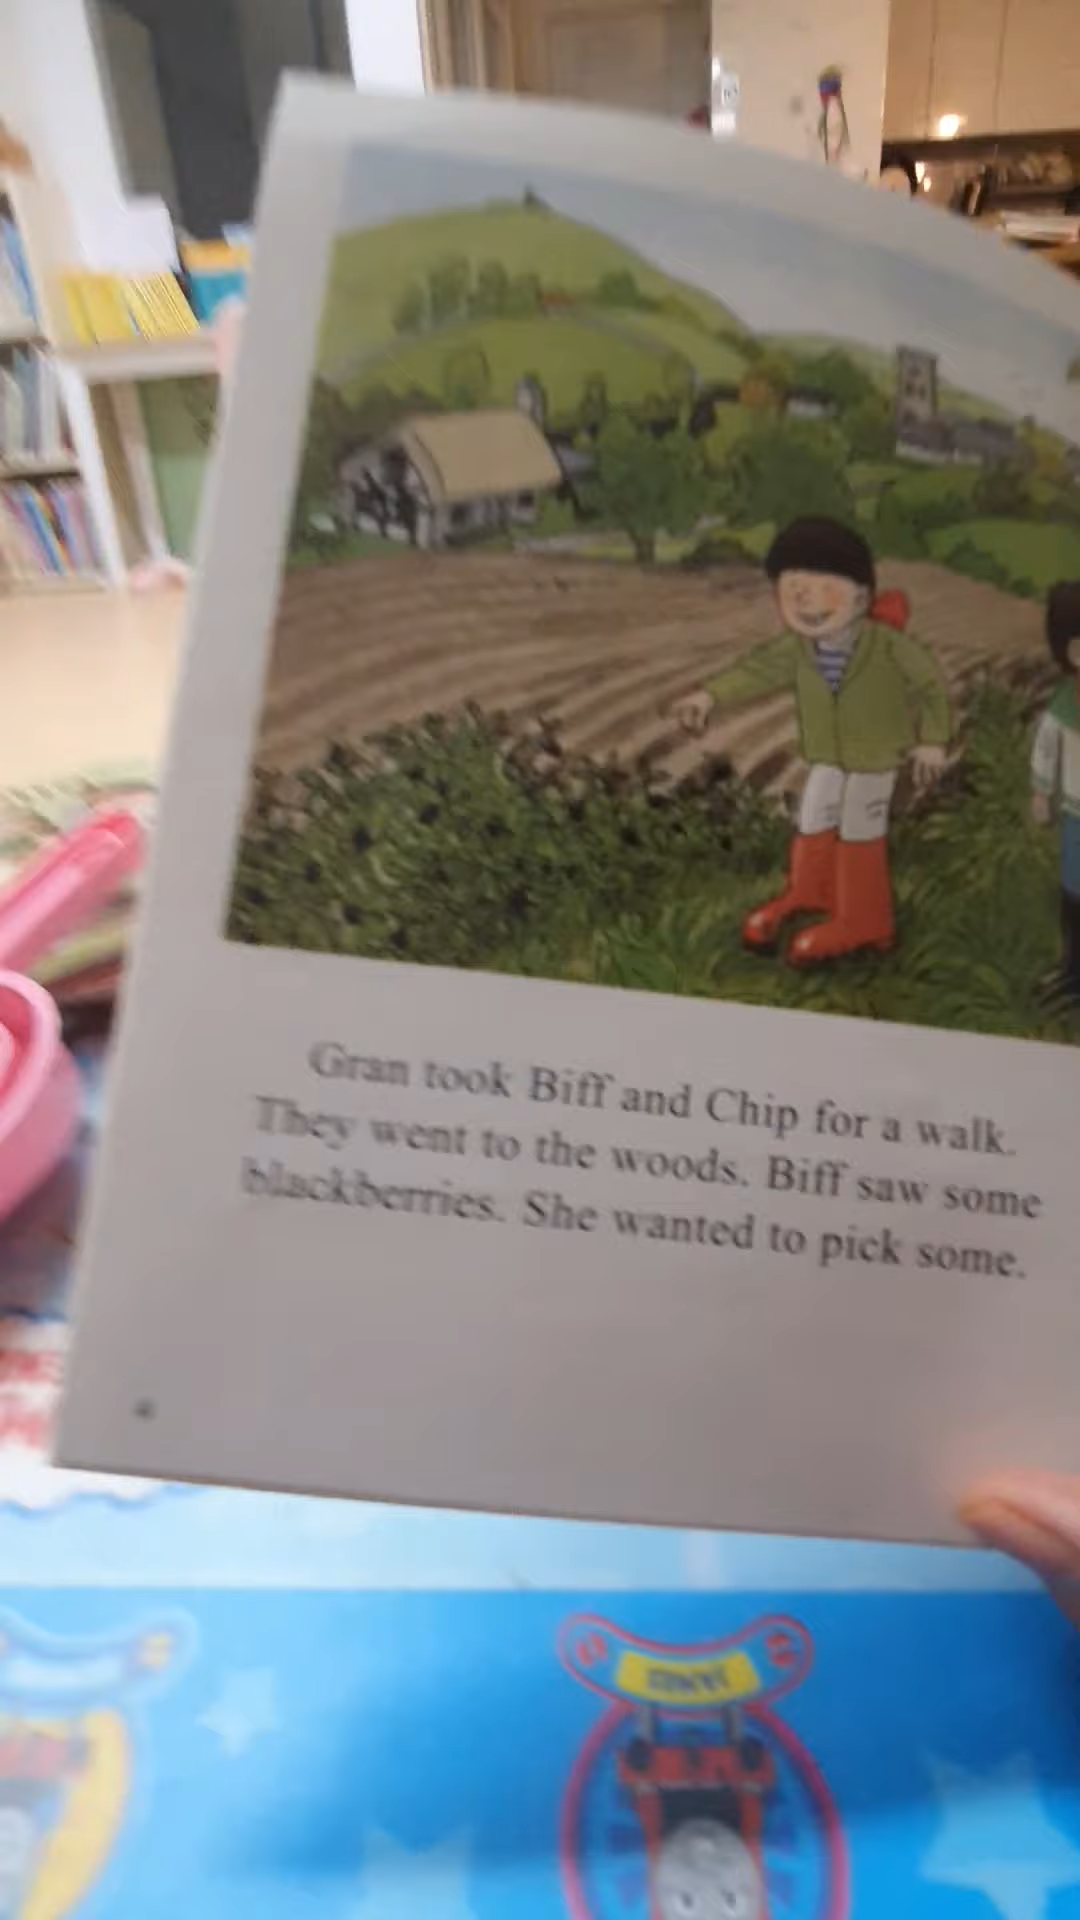 Gran took Biff and Chip for a walk.
They went to the woods. Biff saw some
blackberries. She wanted to pick some.